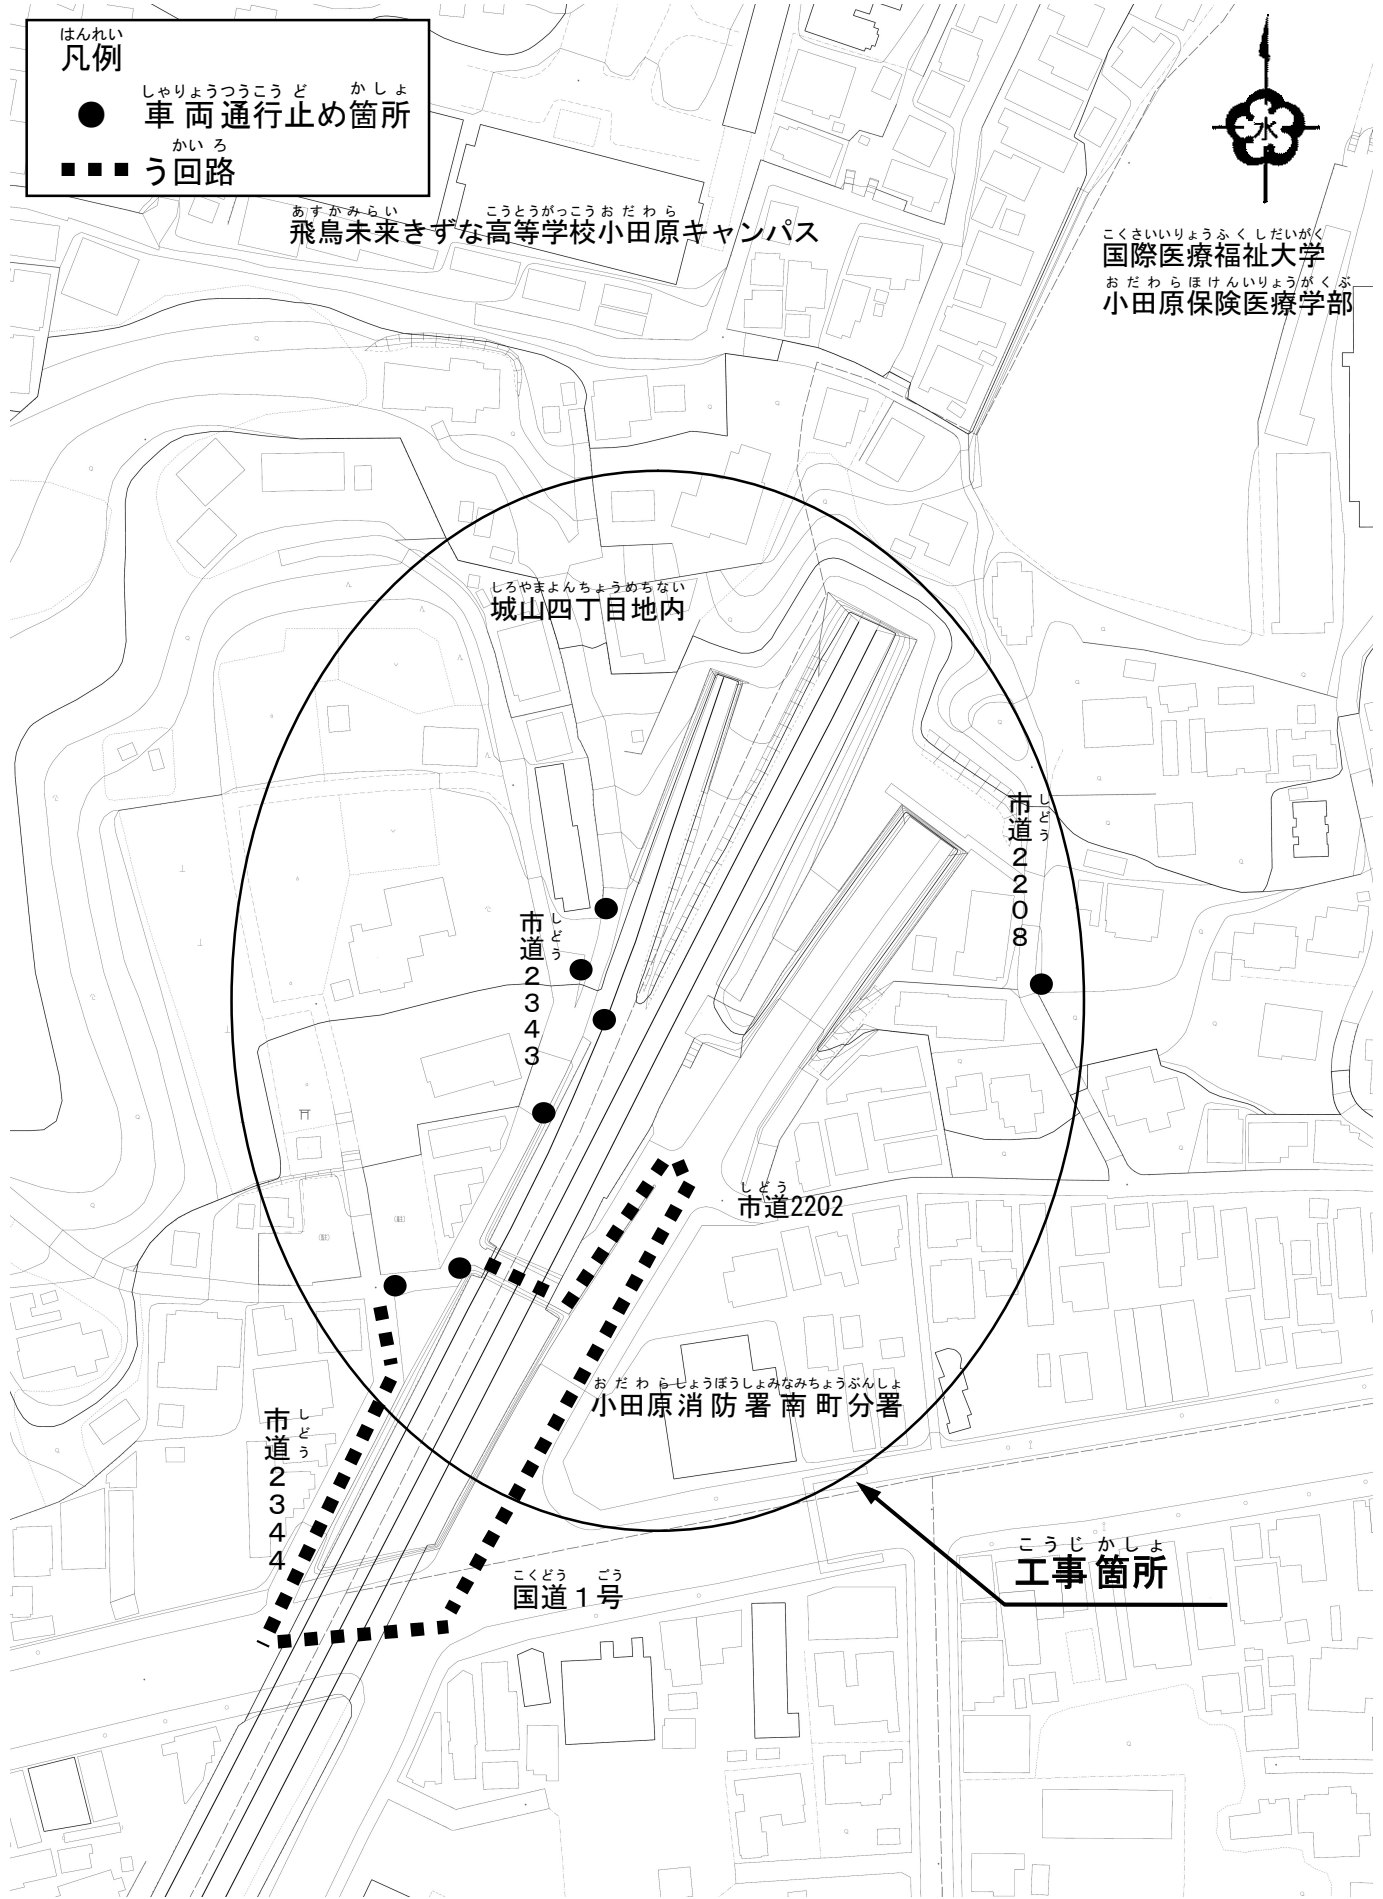 はんれい
凡例
しゃりょうつうこうど かしょ
● 車両通行止め箇所
かいろ
う回路
水
あすかみらい こうとうがっこうおだわら
飛鳥未来きずな高等学校小田原キャンパス
こくさいいりょうふくしだいがく
国際医療福祉大学
おだわらほけんいりょうがくぶ
小田原保険医療学部
しろやまよんちょうめちない
城山四丁目地内
しどう
市道2208
しどう
市道2343
しどう
市道2202
おだわらしょうぼうしょみなみちょうぶんしょ
小田原消防署南町分署
しどう
市道2344
こうじかしょ
工事箇所
こくどう ごう
国道1号